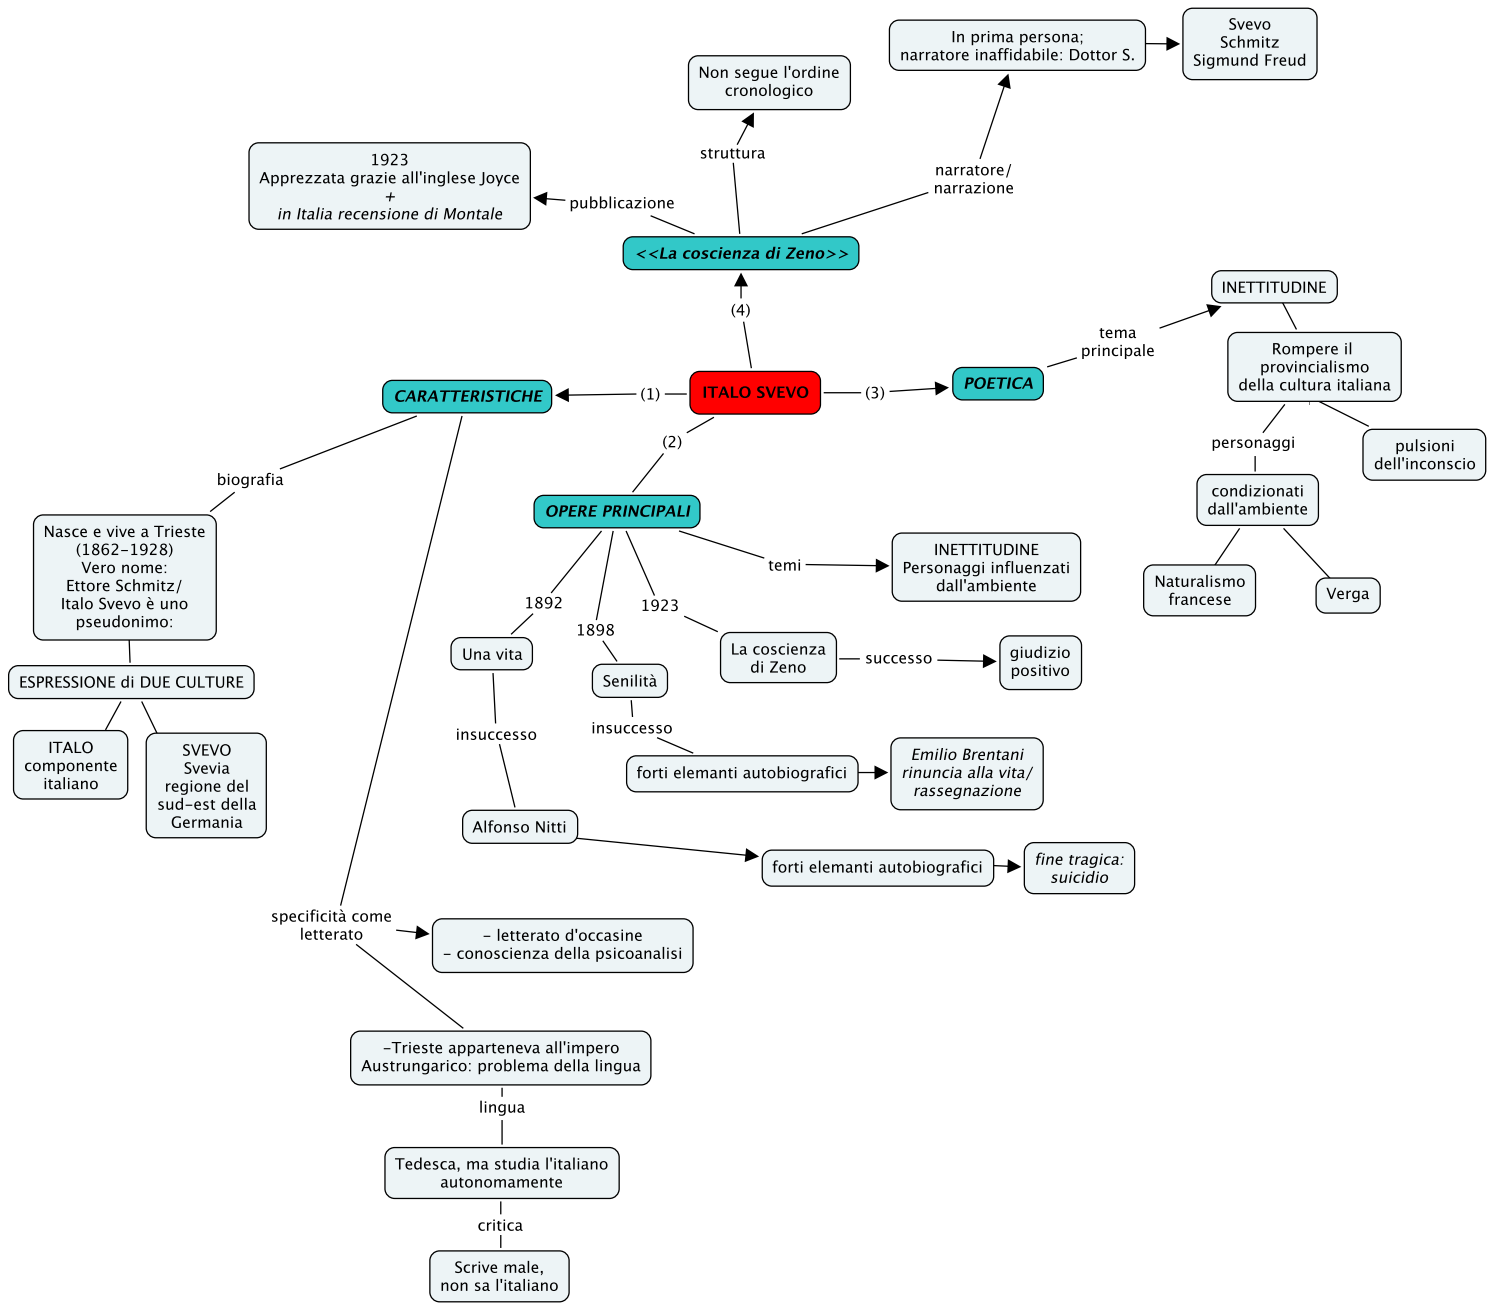 In prima persona;
narratore inaffidabile: Dottor S.
Svevo
Schmitz
Sigmund Freud
Non segue l'ordine
cronologico
struttura
narratore/
narrazione
1923
Apprezzata grazie all'inglese Joyce
+
in Italia recensione di Montale
pubblicazione
<<La coscienza di Zeno>>
(4)
ITALO SVEVO
(1)
CARATTERISTICHE
(2)
(3)
POETICA
tema
principale
INETTITUDINE
Rompere il
provincialismo
della cultura italiana
personaggi
pulsioni
dell'inconscio
condizionati
dall'ambiente
Naturalismo
francese
Verga
biografia
Nasce e vive a Trieste
(1862-1928)
Vero nome:
Ettore Schmitz/
Italo Svevo è uno
pseudonimo:
ESPRESSIONE di DUE CULTURE
ITALO
componente
italiano
SVEVO
Svevia
regione del
sud-est della
Germania
OPERE PRINCIPALI
temi
INETTITUDINE
Personaggi influenzati
dall'ambiente
1892
1898
1923
Una vita
Senilità
La coscienza
di Zeno
successo
giudizio
positivo
insuccesso
insuccesso
forti elemanti autobiografici
Emilio Brentani
rinuncia alla vita/
rassegnazione
Alfonso Nitti
forti elemanti autobiografici
fine tragica:
suicidio
specificità come
letterato
- letterato d'occasine
- conoscienza della psicoanalisi
-Trieste apparteneva all'impero
Austrungarico: problema della lingua
lingua
Tedesca, ma studia l'italiano
autonomamente
critica
Scrive male,
non sa l'italiano